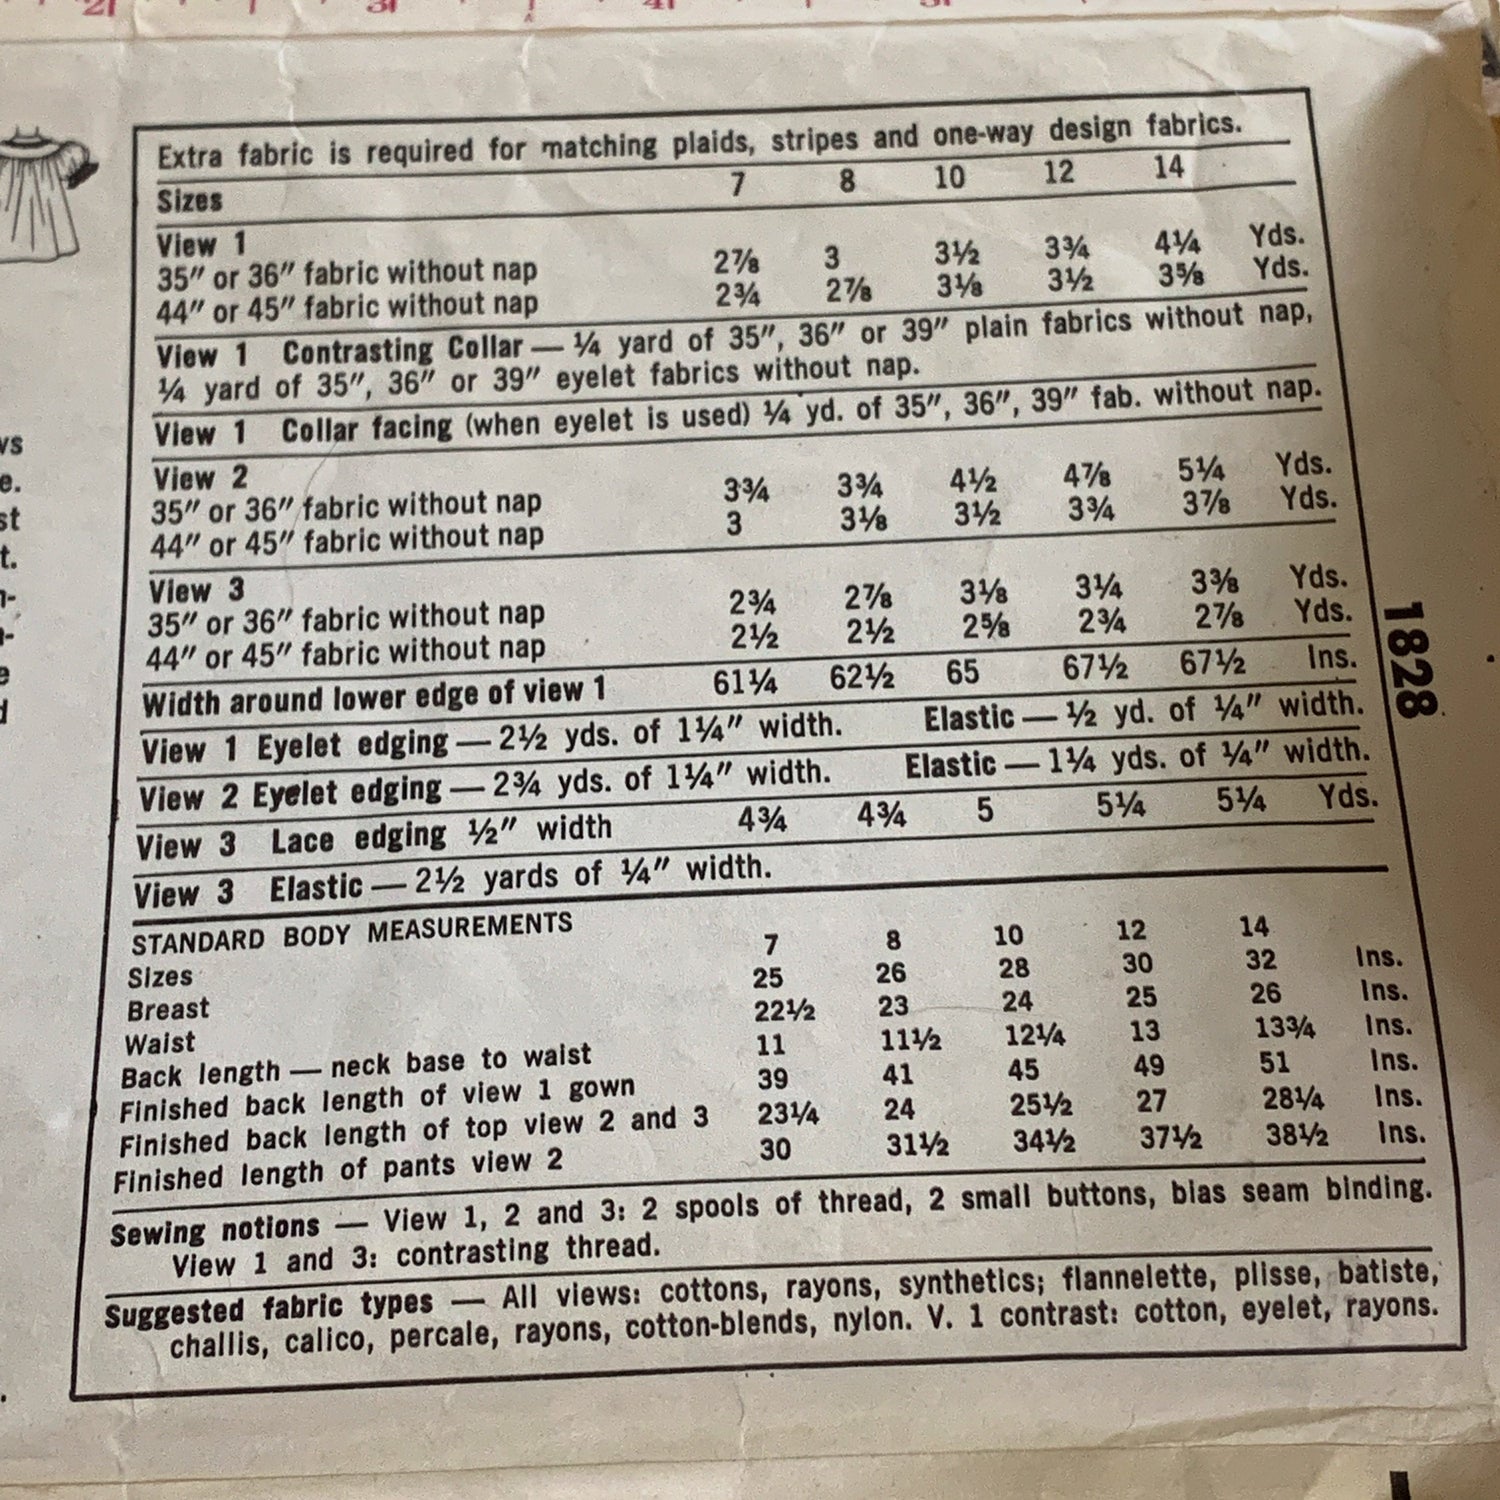 Extra fabric is required for matching plaids, stripes and one-way design fabrics.
Sizes 7 8 10 12 14
View 1
35" or 36" fabric without nap 2⅞ 3 3½ 3¾ 4¼ Yds.
44" or 45" fabric without nap 2¾ 2⅞ 3⅛ 3½ 3⅝ Yds.
View 1 Contrasting Collar — ¼ yard of 35", 36" or 39" plain fabrics without nap,
¼ yard of 35", 36" or 39" eyelet fabrics without nap.
View 1 Collar facing (when eyelet is used) ¼ yd. of 35", 36", 39" fab. without nap.
View 2
35" or 36" fabric without nap 3¾ 3¾ 4½ 4⅞ 5¼ Yds.
44" or 45" fabric without nap 3 3⅛ 3½ 3¾ 3⅞ Yds.
View 3
35" or 36" fabric without nap 2¾ 2⅞ 3⅛ 3¼ 3⅜ Yds.
44" or 45" fabric without nap 2½ 2½ 2⅝ 2¾ 2⅞ Yds.
Width around lower edge of view 1 61¼ 62½ 65 67½ 67½ Ins.
View 1 Eyelet edging — 2½ yds. of 1¼" width. Elastic — ½ yd. of ¼" width.
View 2 Eyelet edging — 2¾ yds. of 1¼" width. Elastic — 1¼ yds. of ¼" width.
View 3 Lace edging ½" width 4¾ 4¾ 5 5¼ 5¼ Yds.
View 3 Elastic — 2½ yards of ¼" width.
STANDARD BODY MEASUREMENTS
Sizes 7 8 10 12 14
Breast 25 26 28 30 32 Ins.
Waist 22½ 23 24 25 26 Ins.
Back length — neck base to waist 11 11½ 12¼ 13 13¾ Ins.
Finished back length of view 1 gown 39 41 45 49 51 Ins.
Finished back length of top view 2 and 3 23¼ 24 25½ 27 28¼ Ins.
Finished length of pants view 2 30 31½ 34½ 37½ 38½ Ins.
Sewing notions — View 1, 2 and 3: 2 spools of thread, 2 small buttons, bias seam binding.
View 1 and 3: contrasting thread.
Suggested fabric types — All views: cottons, rayons, synthetics; flannelette, plisse, batiste,
challis, calico, percale, rayons, cotton-blends, nylon. V. 1 contrast: cotton, eyelet, rayons.
1828